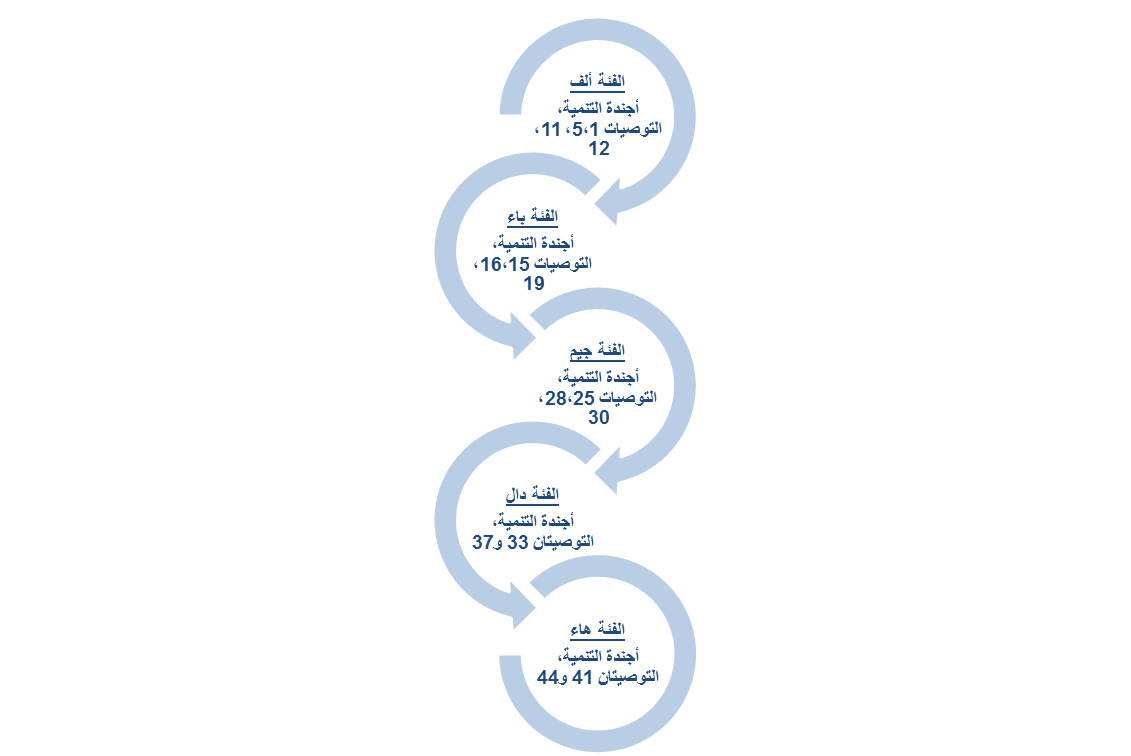 الفئة ألف
أجندة التنمية،
التوصيات 1،5، 11،
12
الفئة باء
أجندة التنمية،
التوصيات 15،16،
19
الفئة جيم
أجندة التنمية،
التوصيات 25،28،
30
الفئة دال
أجندة التنمية،
التوصيتان 33 و37
الفئة هاء
أجندة التنمية،
التوصيتان 41 و44